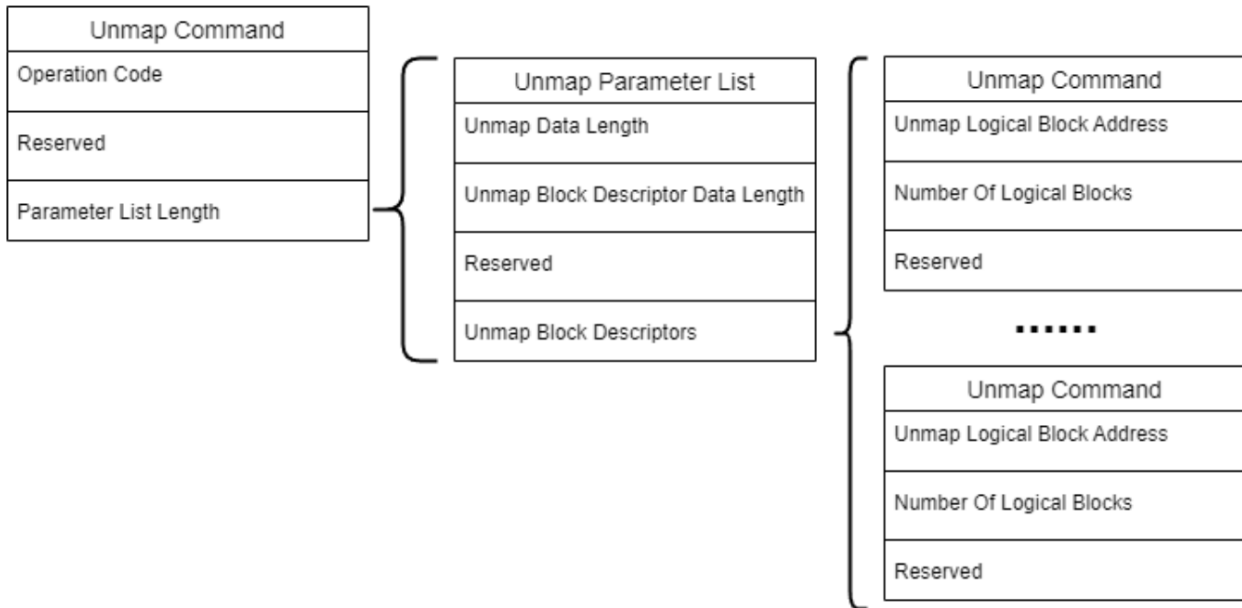 Unmap Command
Operation Code
Reserved
Parameter List Length
Unmap Parameter List
Unmap Data Length
Unmap Block Descriptor Data Length
Reserved
Unmap Block Descriptors
Unmap Command
Unmap Logical Block Address
Number Of Logical Blocks
Reserved
......
Unmap Command
Unmap Logical Block Address
Number Of Logical Blocks
Reserved